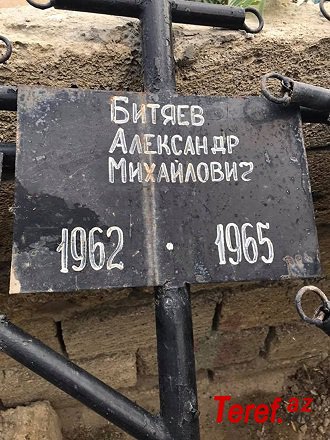 Битяев
Александр
Михайлович
1962 · 1965
Teref.az